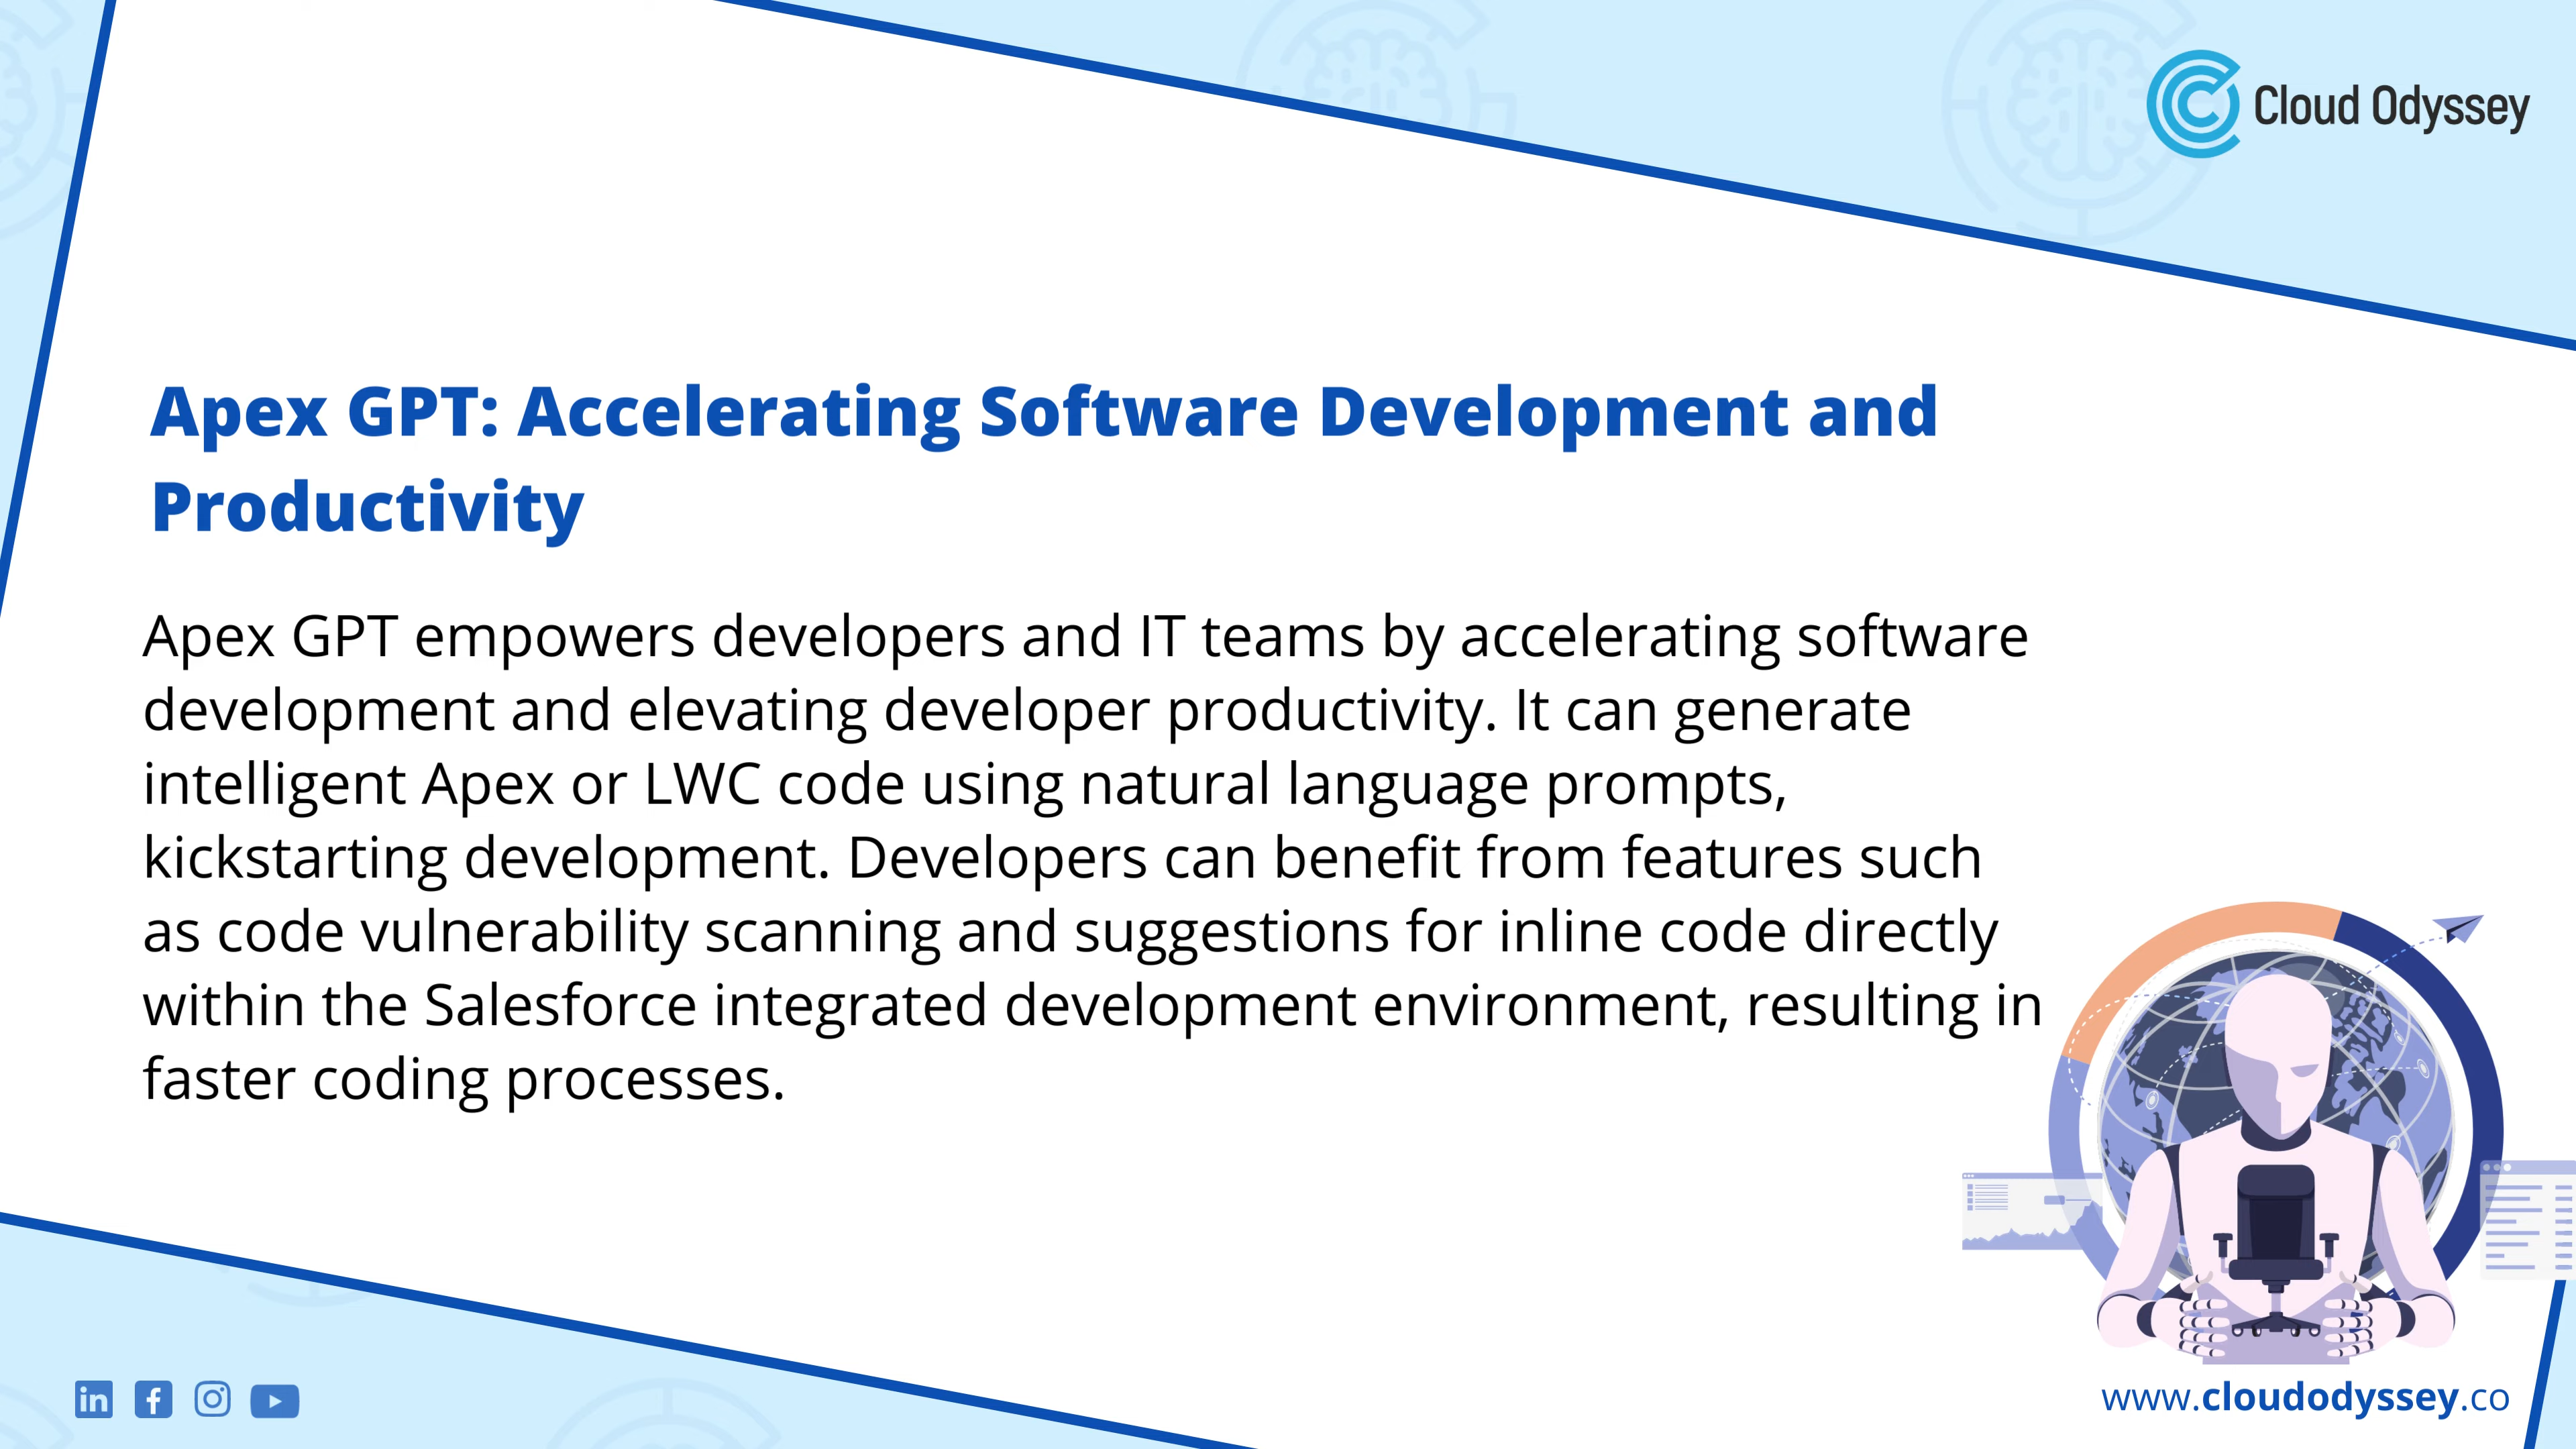 Cloud Odyssey
Apex GPT: Accelerating Software Development and
Productivity
Apex GPT empowers developers and IT teams by accelerating software
development and elevating developer productivity. It can generate
intelligent Apex or LWC code using natural language prompts,
kickstarting development. Developers can benefit from features such
as code vulnerability scanning and suggestions for inline code directly
within the Salesforce integrated development environment, resulting in
faster coding processes.
www.cloudodyssey.co